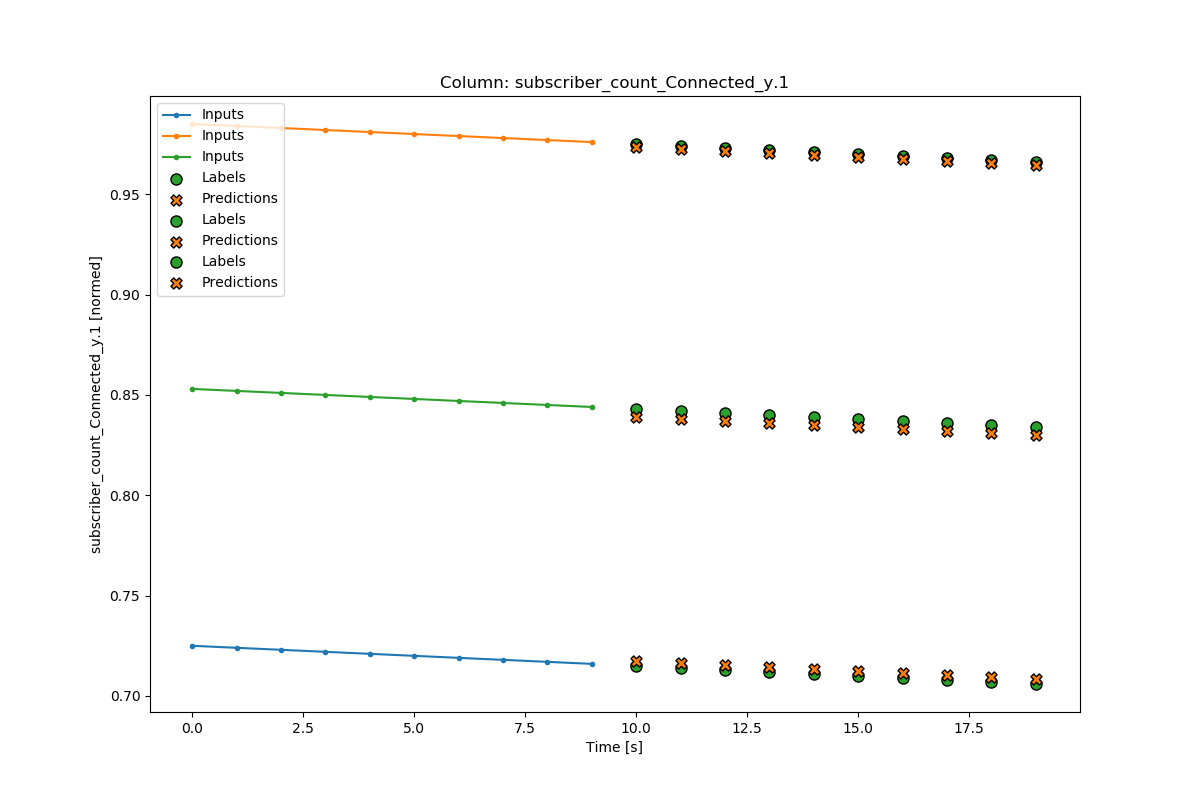 Column: subscriber_count_Connected_y.1
Inputs
Inputs
Inputs
Labels
Predictions
Labels
Predictions
Labels
Predictions
subscriber_count_Connected_y.1 [normed]
0.95
0.90
0.85
0.80
0.75
0.70
0.0 2.5 5.0 7.5 10.0 12.5 15.0 17.5
Time [s]